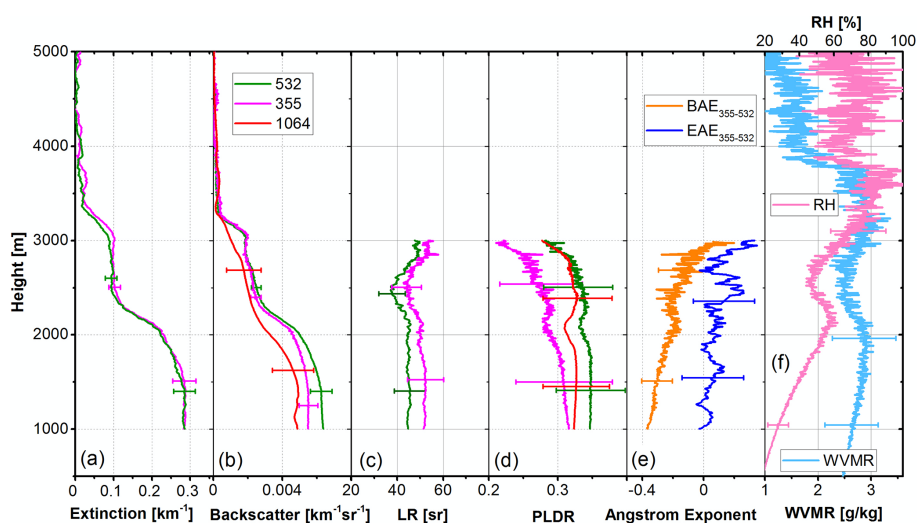 RH [%]
20 40 60 80 100
5000
4000
3000
2000
1000
Height [m]
532
355
1064
BAE355-532
EAE355-532
RH
WVMR
(a)
(b)
(c)
(d)
(e)
(f)
0.0 0.1 0.2 0.3
0 0.004 20
40 60
0.2 0.3
-0.4 0
1 2 3
Extinction [km-1]
Backscatter [km-1sr-1]
LR [sr]
PLDR
Angstrom Exponent
WVMR [g/kg]